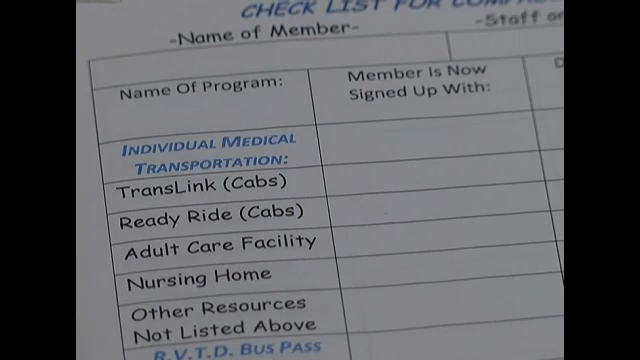 CHECK LIST FOR
-Name of Member-
-Staff
Name Of Program:
Member Is Now
Signed Up With:
INDIVIDUAL MEDICAL
TRANSPORTATION:
TransLink (Cabs)
Ready Ride (Cabs)
Adult Care Facility
Nursing Home
Other Resources
Not Listed Above
R.V.T.D. BUS PASS